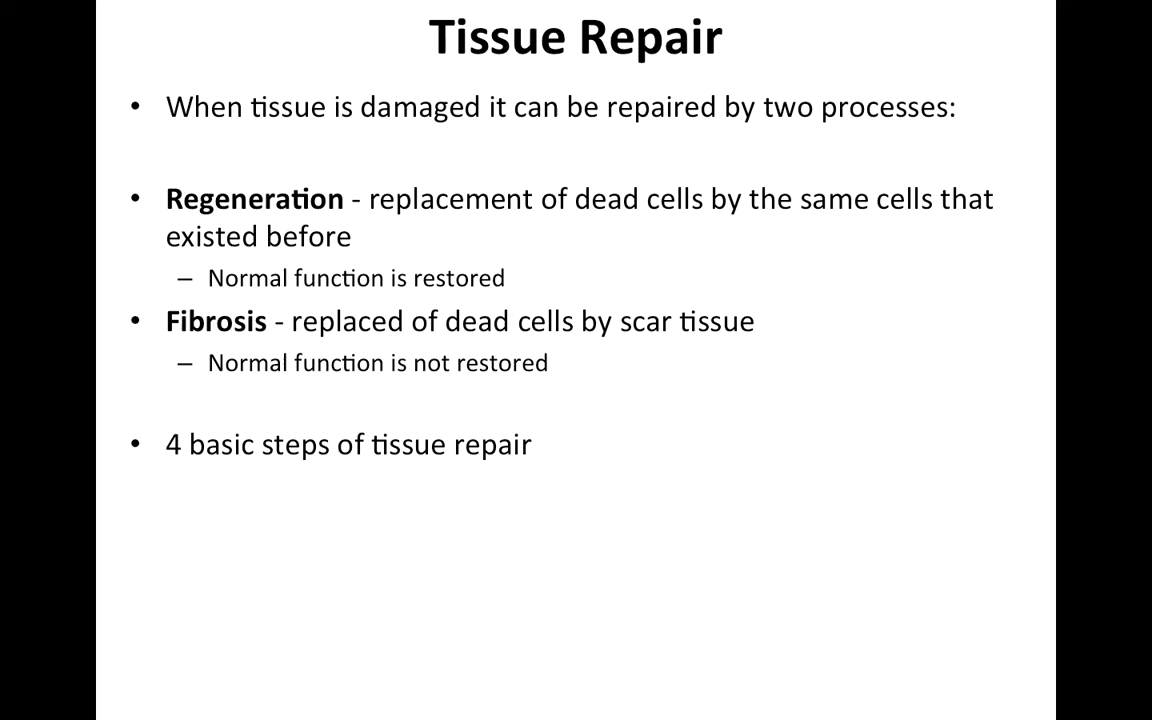 Tissue Repair
• When tissue is damaged it can be repaired by two processes:
• Regeneration - replacement of dead cells by the same cells that
existed before
– Normal function is restored
• Fibrosis - replaced of dead cells by scar tissue
– Normal function is not restored
• 4 basic steps of tissue repair